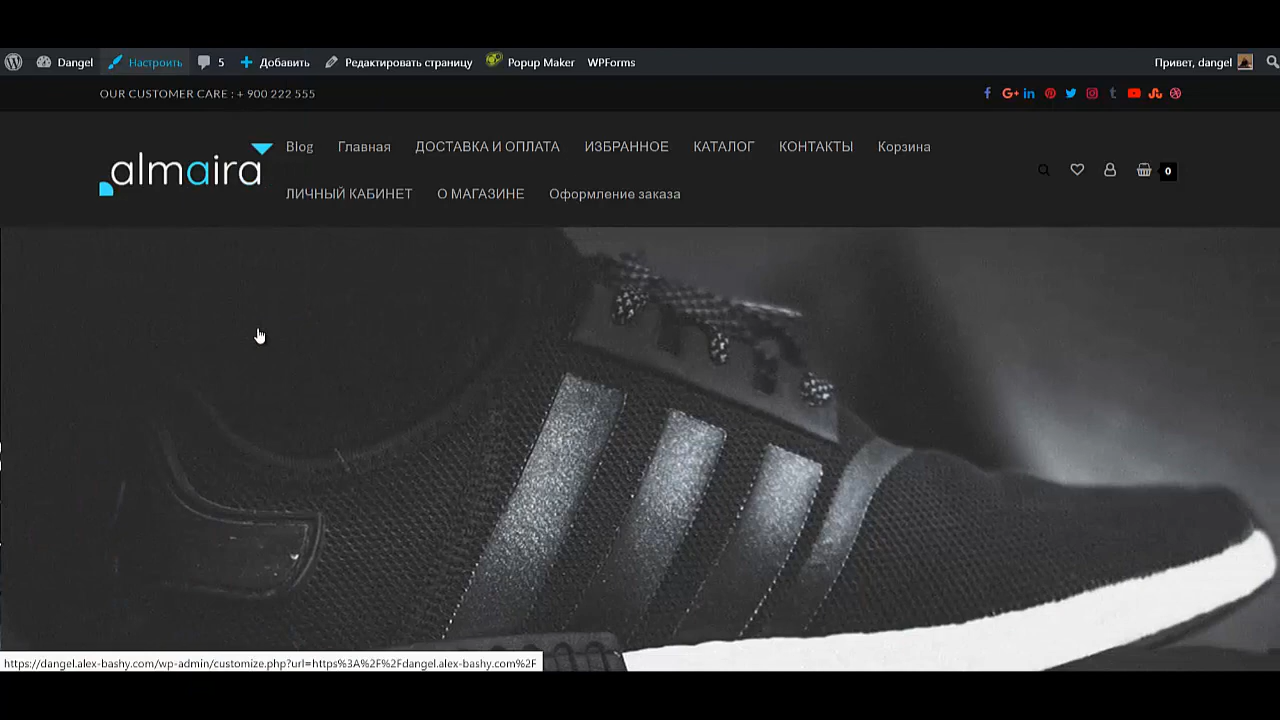 Dangel Настроить 5 Добавить Редактировать страницу Popup Maker WPForms Привет, dangel
OUR CUSTOMER CARE : + 900 222 555
almaira
Blog Главная ДОСТАВКА И ОПЛАТА ИЗБРАННОЕ КАТАЛОГ КОНТАКТЫ Корзина
0
ЛИЧНЫЙ КАБИНЕТ О МАГАЗИНЕ Оформление заказа
https://dangel.alex-bashy.com/wp-admin/customize.php?url=https%3A%2F%2Fdangel.alex-bashy.com%2F